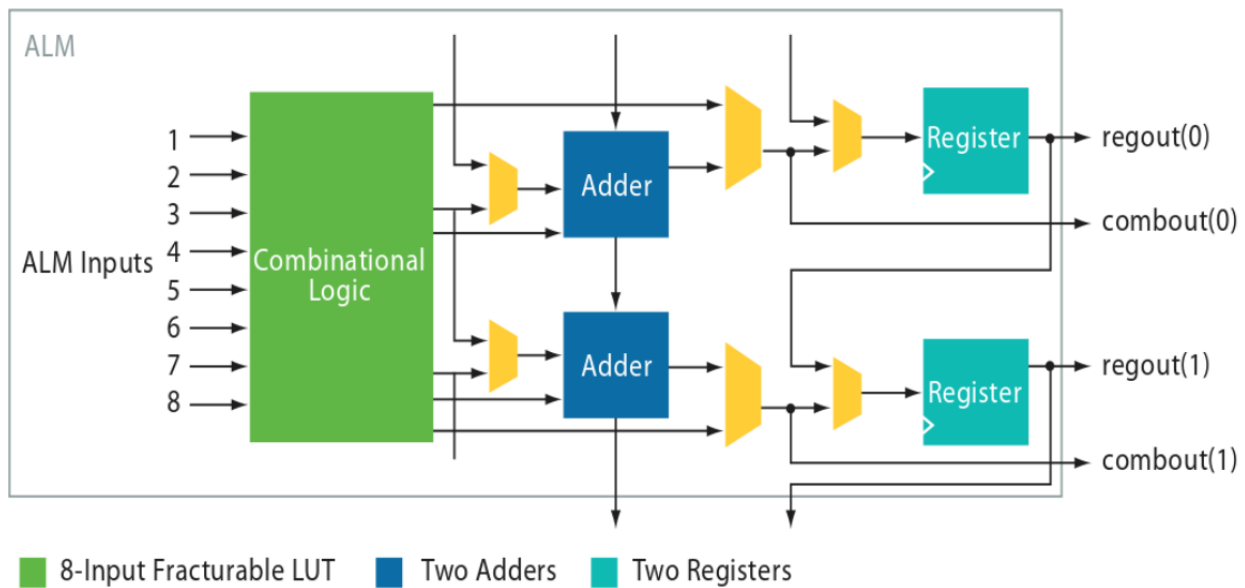 ALM
ALM Inputs
1
2
3
4
5
6
7
8
Combinational
Logic
Adder
Adder
Register
Register
regout(0)
combout(0)
regout(1)
combout(1)
8-Input Fracturable LUT
Two Adders
Two Registers